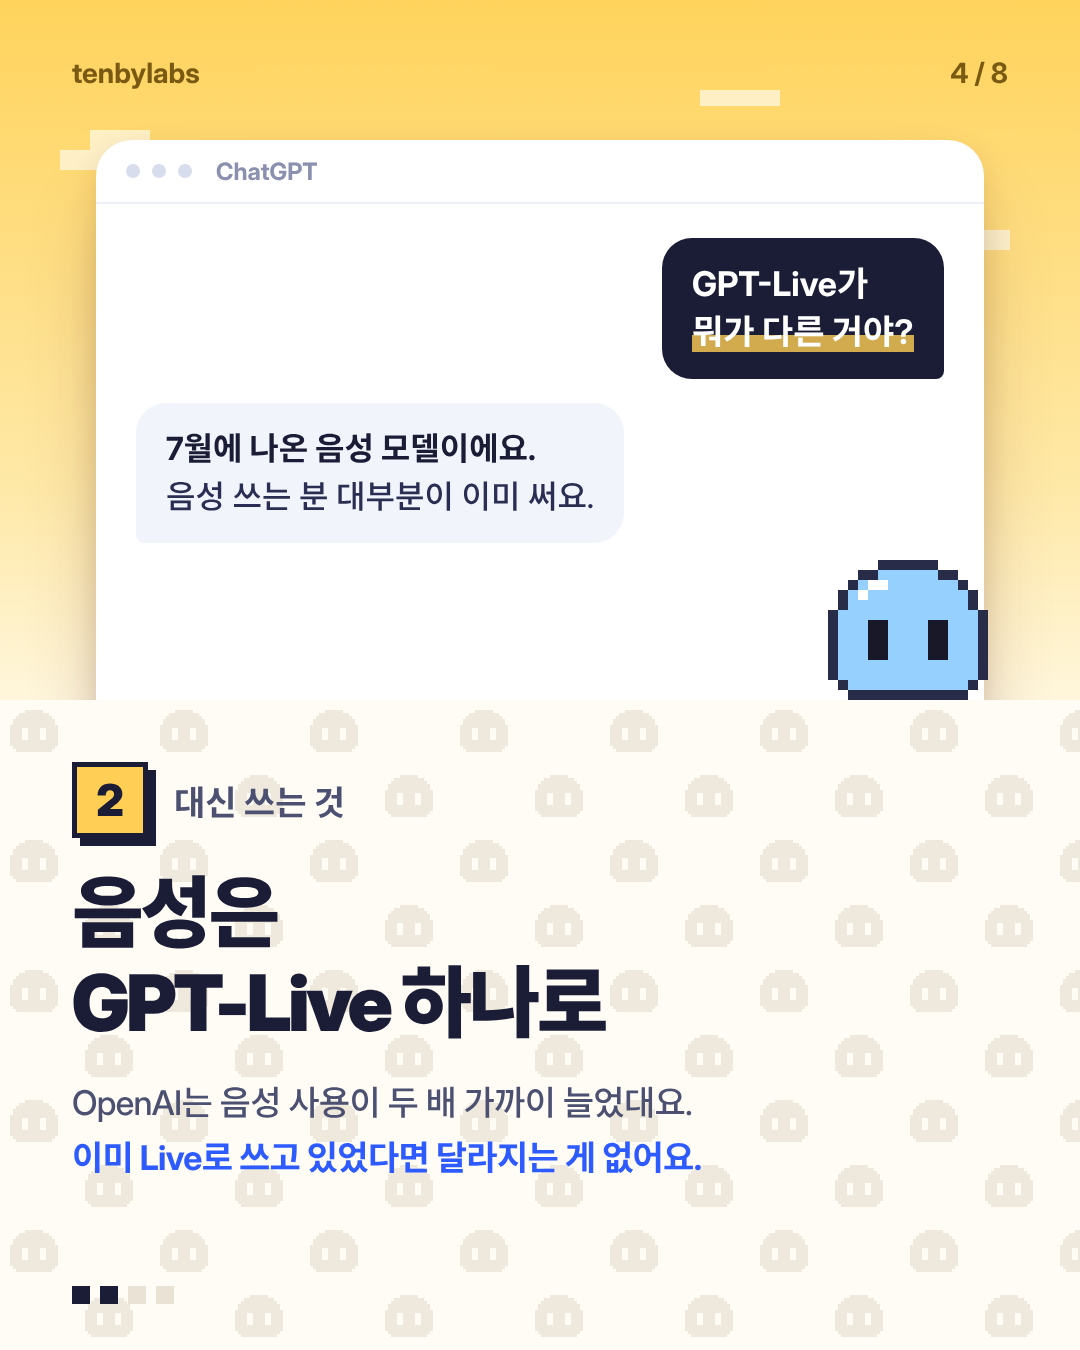 tenbylabs
4 / 8
ChatGPT
GPT-Live가
뭐가 다른 거야?
7월에 나온 음성 모델이에요.
음성 쓰는 분 대부분이 이미 써요.
2
대신 쓰는 것
음성은
GPT-Live 하나로
OpenAI는 음성 사용이 두 배 가까이 늘었대요.
이미 Live로 쓰고 있었다면 달라지는 게 없어요.